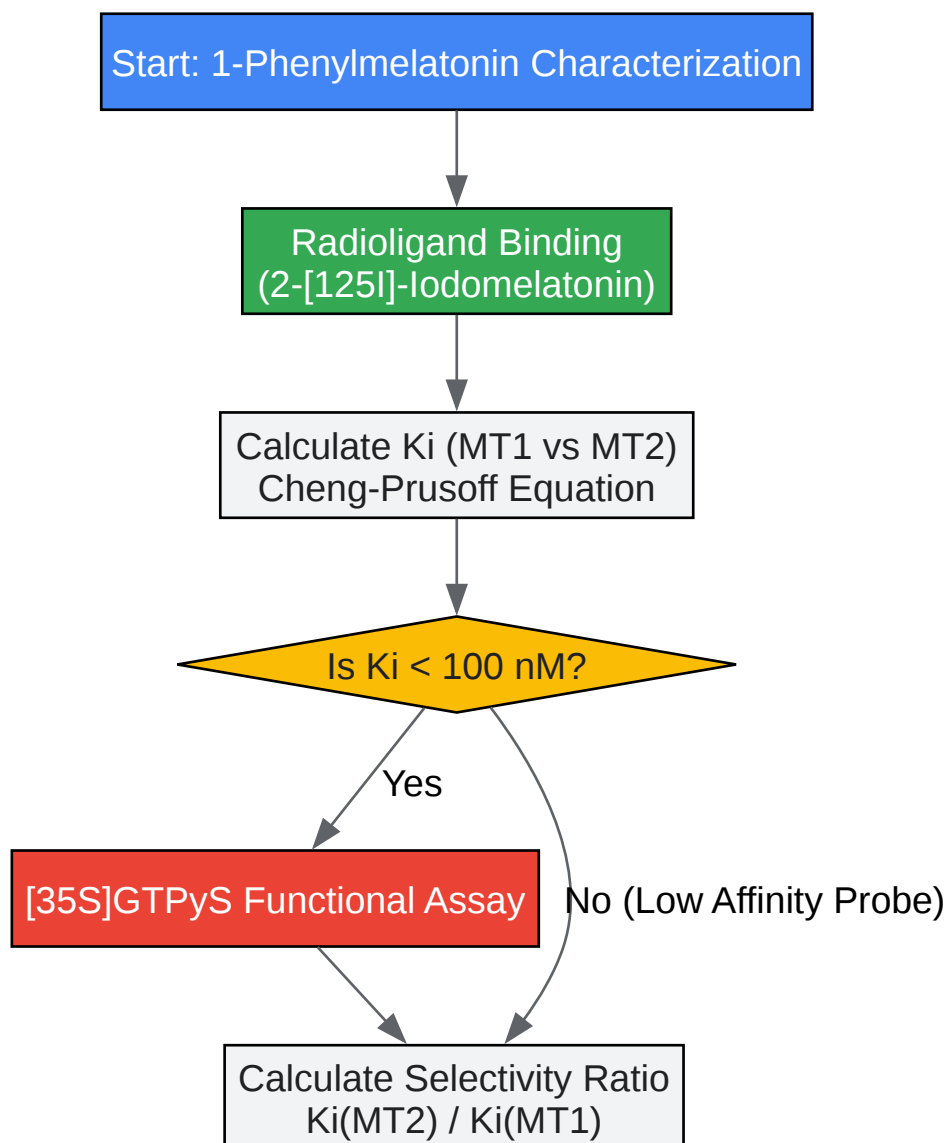 Start: 1-Phenylmelatonin Characterization
Radioligand Binding
(2-[125I]-Iodomelatonin)
Calculate Ki (MT1 vs MT2)
Cheng-Prusoff Equation
Is Ki < 100 nM?
Yes
[35S]GTPyS Functional Assay
No (Low Affinity Probe)
Calculate Selectivity Ratio
Ki(MT2) / Ki(MT1)